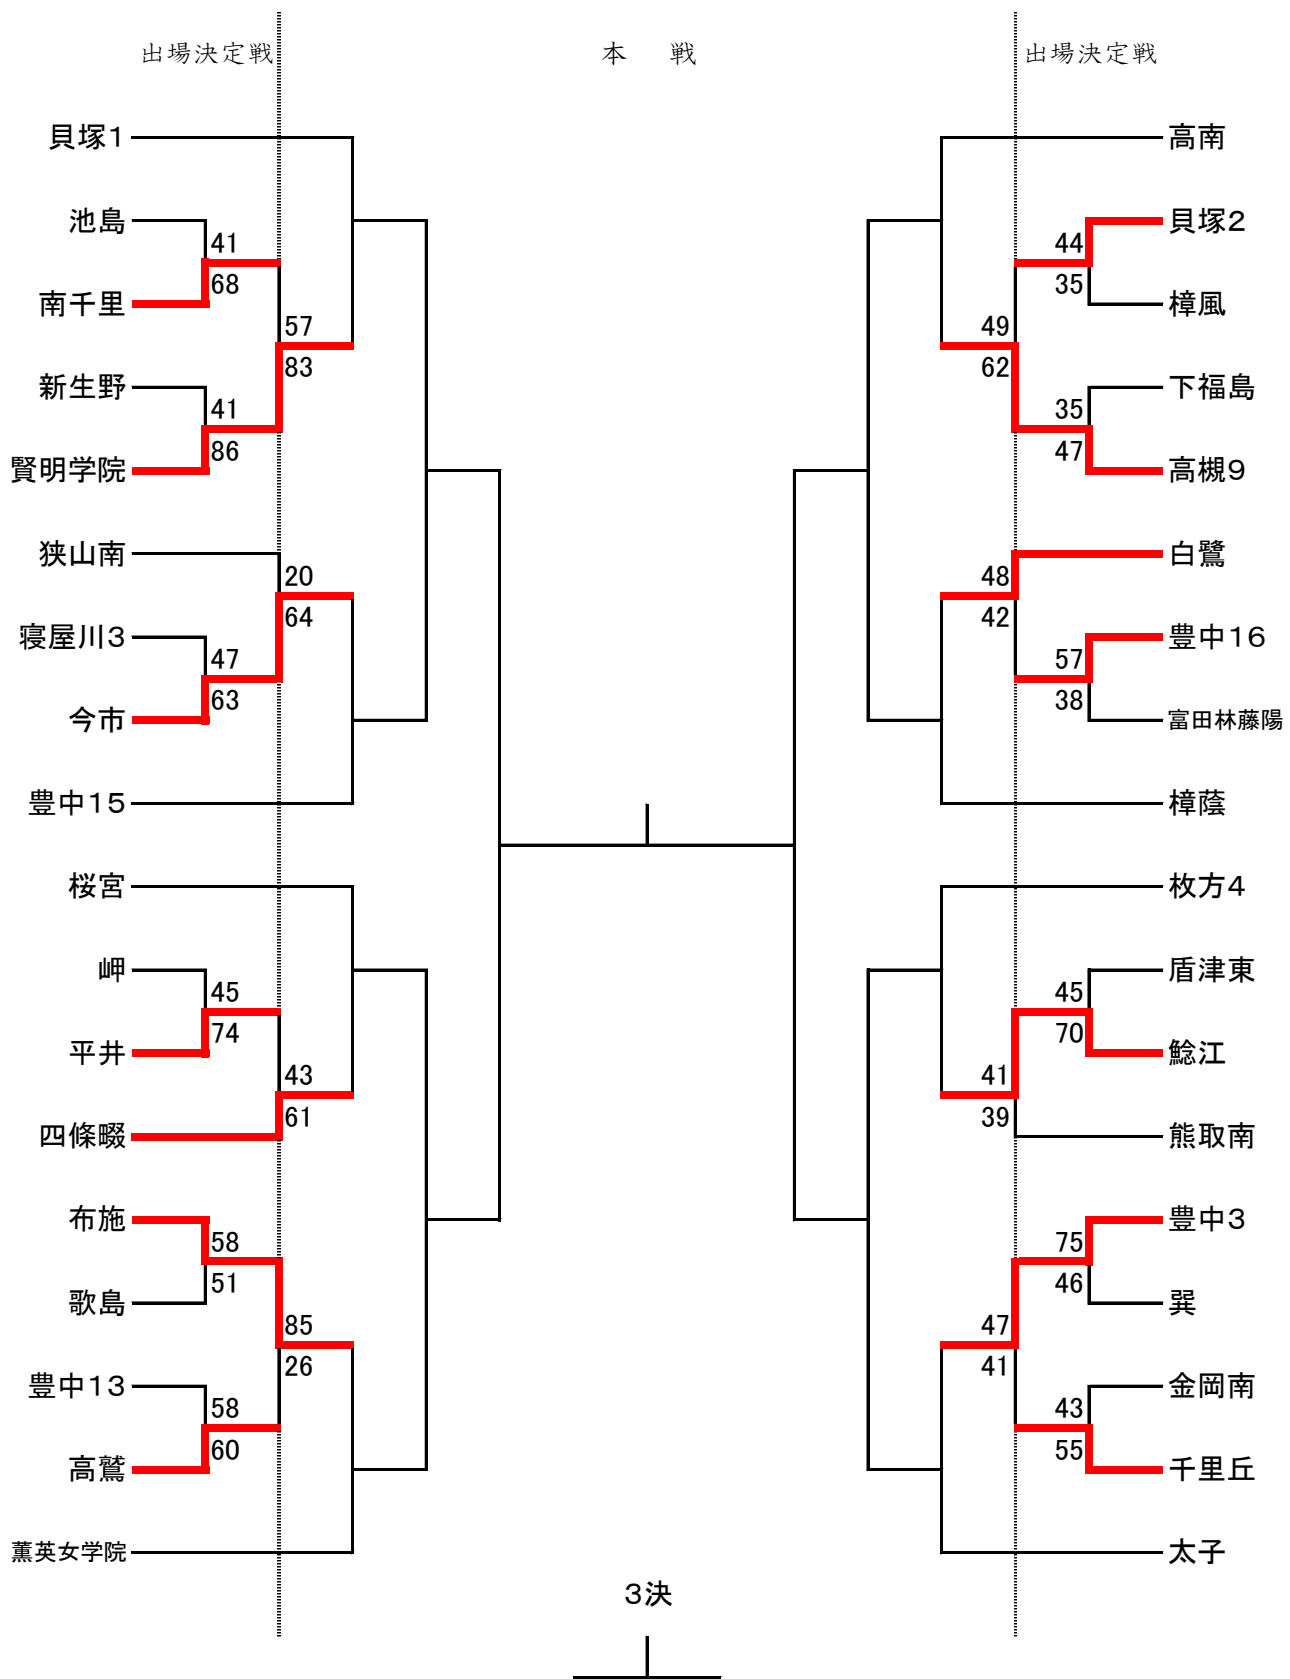 出場決定戦
本　戦
出場決定戦
貝塚1
池島
41
68
南千里
57
83
新生野
41
86
賢明学院
狭山南
20
64
寝屋川3
47
63
今市
豊中15
桜宮
岬
45
74
平井
43
61
四條畷
布施
58
51
歌島
85
26
豊中13
58
60
高鷲
薫英女学院
高南
貝塚2
44
35
樟風
49
62
下福島
35
47
高槻9
白鷺
48
42
豊中16
57
38
富田林藤陽
樟蔭
枚方4
盾津東
45
70
鯰江
41
39
熊取南
豊中3
75
46
巽
47
41
金岡南
43
55
千里丘
太子
3決